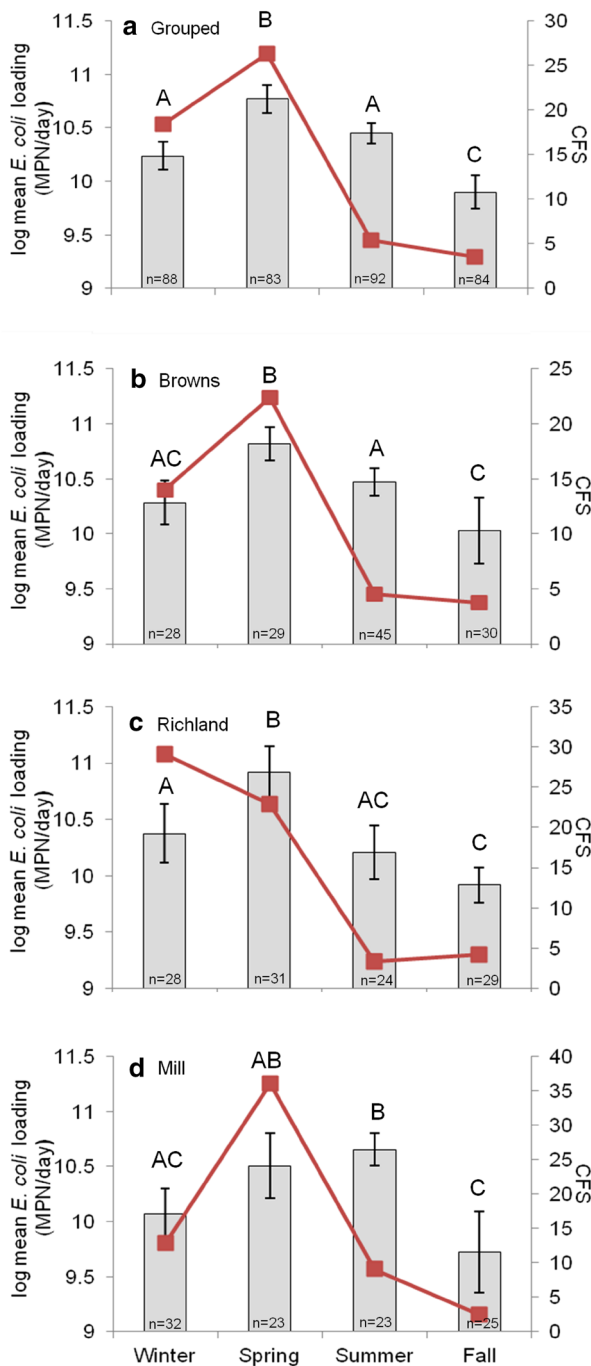 a Grouped
log mean E. coli loading
(MPN/day)
11.5
11
10.5
10
9.5
9
A
B
A
C
n=88
n=83
n=92
n=84
30
25
20
15
10
5
0
CFS
b Browns
log mean E. coli loading
(MPN/day)
11.5
11
10.5
10
9.5
9
AC
B
A
C
n=28
n=29
n=45
n=30
25
20
15
10
5
0
CFS
c Richland
log mean E. coli loading
(MPN/day)
11.5
11
10.5
10
9.5
9
A
B
AC
C
n=28
n=31
n=24
n=29
35
30
25
20
15
10
5
0
CFS
d Mill
log mean E. coli loading
(MPN/day)
11.5
11
10.5
10
9.5
9
AC
AB
B
C
n=32
n=23
n=23
n=25
40
35
30
25
20
15
10
5
0
CFS
Winter Spring Summer Fall